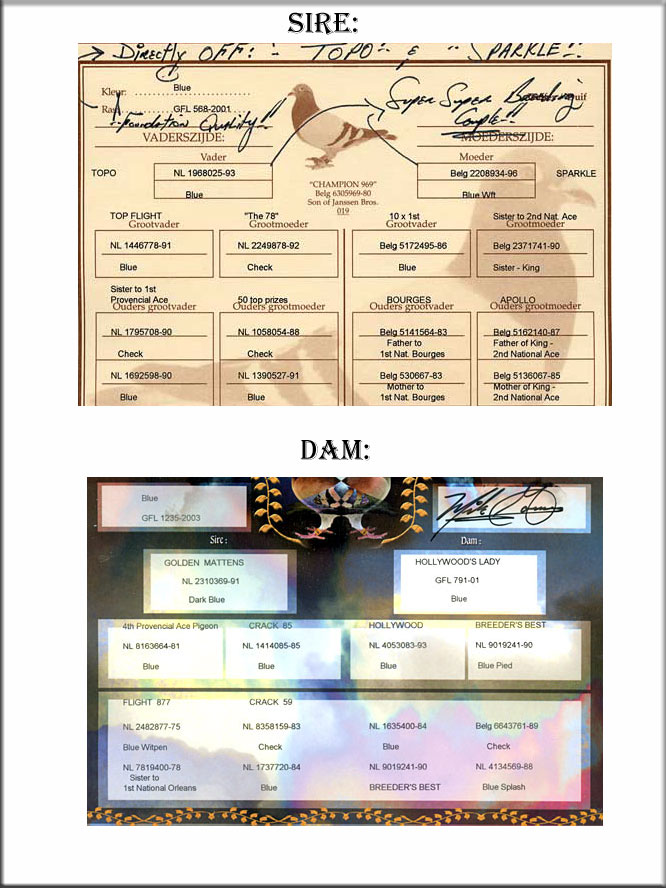 SIRE:
→ DIRECTLY OFF: - "TOPO" & "SPARKLE"!!
Kleur: Blue
Ras: GFL 568-2001
"Foundation Quality"!!
Super Super Breeding Couple"!!
VADERSZIJDE:
MOEDERSZIJDE:
Vader
Moeder
TOPO
NL 1968025-93
Blue
Belg 2208934-96
Blue Wft
SPARKLE
"CHAMPION 969"
Belg 6305969-80
Son of Janssen Bros.
019
TOP FLIGHT
"The 78"
10 x 1st
Sister to 2nd Nat. Ace
Grootvader
Grootmoeder
Grootvader
Grootmoeder
NL 1446778-91
NL 2249878-92
Belg 5172495-86
Belg 2371741-90
Blue
Check
Blue
Sister - King
Sister to 1st
Provencial Ace
50 top prizes
BOURGES
APOLLO
Ouders grootvader
Ouders grootmoeder
Ouders grootvader
Ouders grootmoeder
NL 1795708-90
NL 1058054-88
Belg 5141564-83
Belg 5162140-87
Check
Check
Father to
1st Nat. Bourges
Father of King -
2nd National Ace
NL 1692598-90
NL 1390527-91
Belg 530667-83
Belg 5136067-85
Blue
Blue
Mother to
1st Nat. Bourges
Mother of King -
2nd National Ace
DAM:
Blue
GFL 1235-2003
Sire :
Dam :
GOLDEN MATTENS
NL 2310369-91
Dark Blue
HOLLYWOOD'S LADY
GFL 791-01
Blue
4th Provencial Ace Pigeon
CRACK 85
HOLLYWOOD
BREEDER'S BEST
NL 8163664-81
NL 1414085-85
NL 4053083-93
NL 9019241-90
Blue
Blue
Blue
Blue Pied
FLIGHT 877
CRACK 59
NL 2482877-75
NL 8358159-83
NL 1635400-84
Belg 6643761-89
Blue Witpen
Check
Blue
Check
NL 7819400-78
NL 1737720-84
NL 9019241-90
NL 4134569-88
Sister to
1st National Orleans
Blue
BREEDER'S BEST
Blue Splash